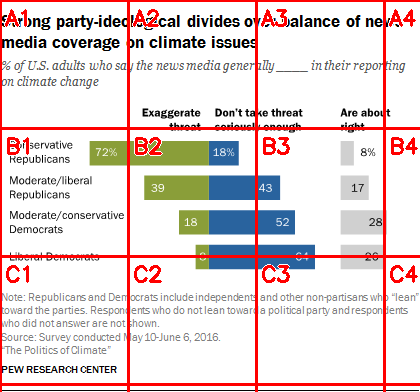 Strong party-ideological divides over balance of news
media coverage on climate issues
% of U.S. adults who say the news media generally ____ in their reporting
on climate change
Exaggerate threat
Don't take threat seriously enough
Are about right
Conservative Republicans 72% 18% 8%
Moderate/liberal Republicans 39 43 17
Moderate/conservative Democrats 18 52 28
Liberal Democrats 64
Note: Republicans and Democrats include independents and other non-partisans who "lean"
toward the parties. Respondents who do not lean toward a political party and respondents
who did not answer are not shown.
Source: Survey conducted May 10-June 6, 2016.
"The Politics of Climate"
PEW RESEARCH CENTER
A1 A2 A3 A4
B1 B2 B3 B4
C1 C2 C3 C4